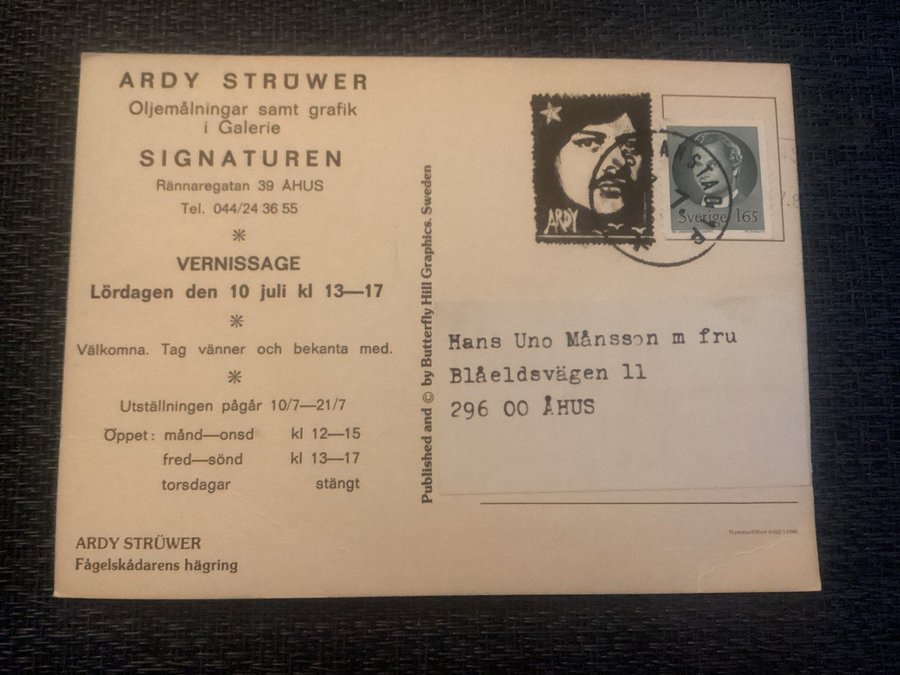 ARDY STRÜWER
Oljemålningar samt grafik
i Galerie
SIGNATUREN
Rännaregatan 39 ÅHUS
Tel. 044/24 36 55
VERNISSAGE
Lördagen den 10 juli kl 13—17
Välkomna. Tag vänner och bekanta med.
Utställningen pågår 10/7—21/7
Öppet: månd—onsd kl 12—15
fred—sönd kl 13—17
torsdagar stängt
ARDY STRÜWER
Fågelskådarens hägring
Published and © by Butterfly Hill Graphics. Sweden
ARDY
Sverige 165
Hans Uno Månsson m fru
Blåeldsvägen 11
296 00 ÅHUS